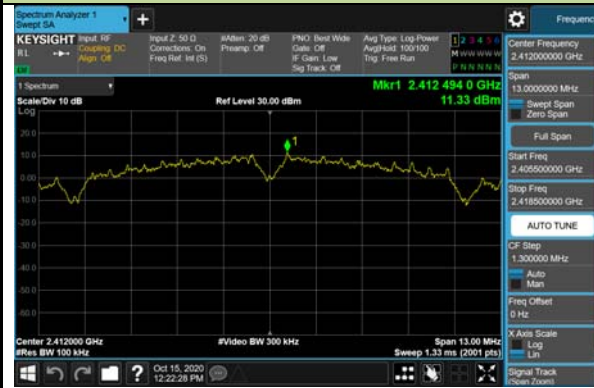 Spectrum Analyzer 1
Swept SA
Frequenc
KEYSIGHT
Input: RF
Input Z: 50 Ω
#Atten: 20 dB
PNO: Best Wide
Avg Type: Log-Power
1 2 3 4 5 6
R L
Coupling: DC
Corrections: On
Preamp: Off
Gate: Off
Avg|Hold: 100/100
M W W W W W
Align: Off
Freq Ref: Int (S)
IF Gain: Low
Trig: Free Run
P N N N N N
Sig Track: Off
LV
Center Frequency
2.412000000 GHz
1 Spectrum
Mkr1 2.412 494 0 GHz
Scale/Div 10 dB
Ref Level 30.00 dBm
11.33 dBm
Log
Span
13.0000000 MHz
Swept Span
Zero Span
Full Span
Start Freq
2.405500000 GHz
Stop Freq
2.418500000 GHz
AUTO TUNE
CF Step
1.300000 MHz
Auto
Man
Freq Offset
0 Hz
X Axis Scale
Log
Lin
Signal Track
(Span Zoom)
1
20.0
10.0
0.00
-10.0
-20.0
-30.0
-40.0
-50.0
-60.0
Center 2.412000 GHz
#Video BW 300 kHz
Span 13.00 MHz
#Res BW 100 kHz
Sweep 1.33 ms (2001 pts)
?
Oct 15, 2020
12:22:28 PM